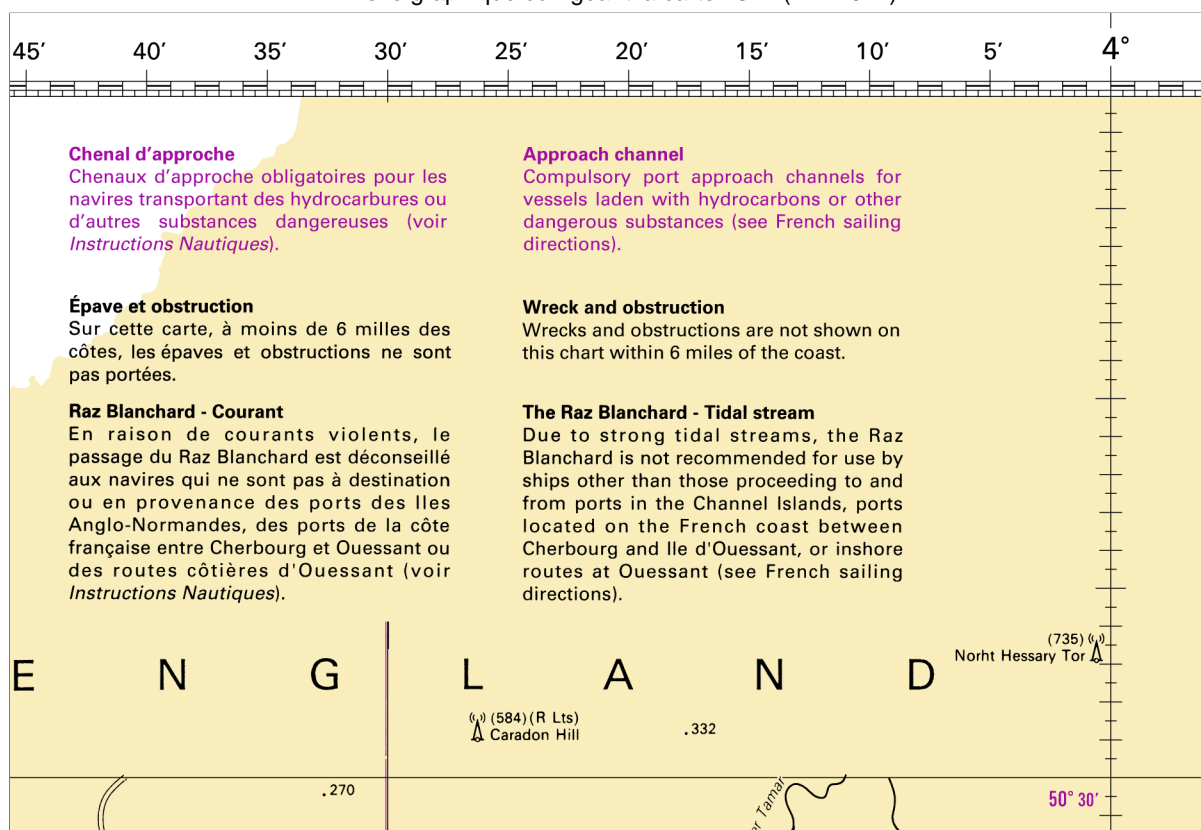 45′ 40′ 35′ 30′ 25′ 20′ 15′ 10′ 5′ 4°
Chenal d’approche
Chenaux d’approche obligatoires pour les
navires transportant des hydrocarbures ou
d’autres substances dangereuses (voir
Instructions Nautiques).
Approach channel
Compulsory port approach channels for
vessels laden with hydrocarbons or other
dangerous substances (see French sailing
directions).
Épave et obstruction
Sur cette carte, à moins de 6 milles des
côtes, les épaves et obstructions ne sont
pas portées.
Wreck and obstruction
Wrecks and obstructions are not shown on
this chart within 6 miles of the coast.
Raz Blanchard - Courant
En raison de courants violents, le
passage du Raz Blanchard est déconseillé
aux navires qui ne sont pas à destination
ou en provenance des ports des Iles
Anglo-Normandes, des ports de la côte
française entre Cherbourg et Ouessant ou
des routes côtières d'Ouessant (voir
Instructions Nautiques).
The Raz Blanchard - Tidal stream
Due to strong tidal streams, the Raz
Blanchard is not recommended for use by
ships other than those proceeding to and
from ports in the Channel Islands, ports
located on the French coast between
Cherbourg and Ile d'Ouessant, or inshore
routes at Ouessant (see French sailing
directions).
(735)
Norht Hessary Tor
E N G L A N D
(584) (R Lts)
Caradon Hill
.332
.270
Tamar
50° 30′